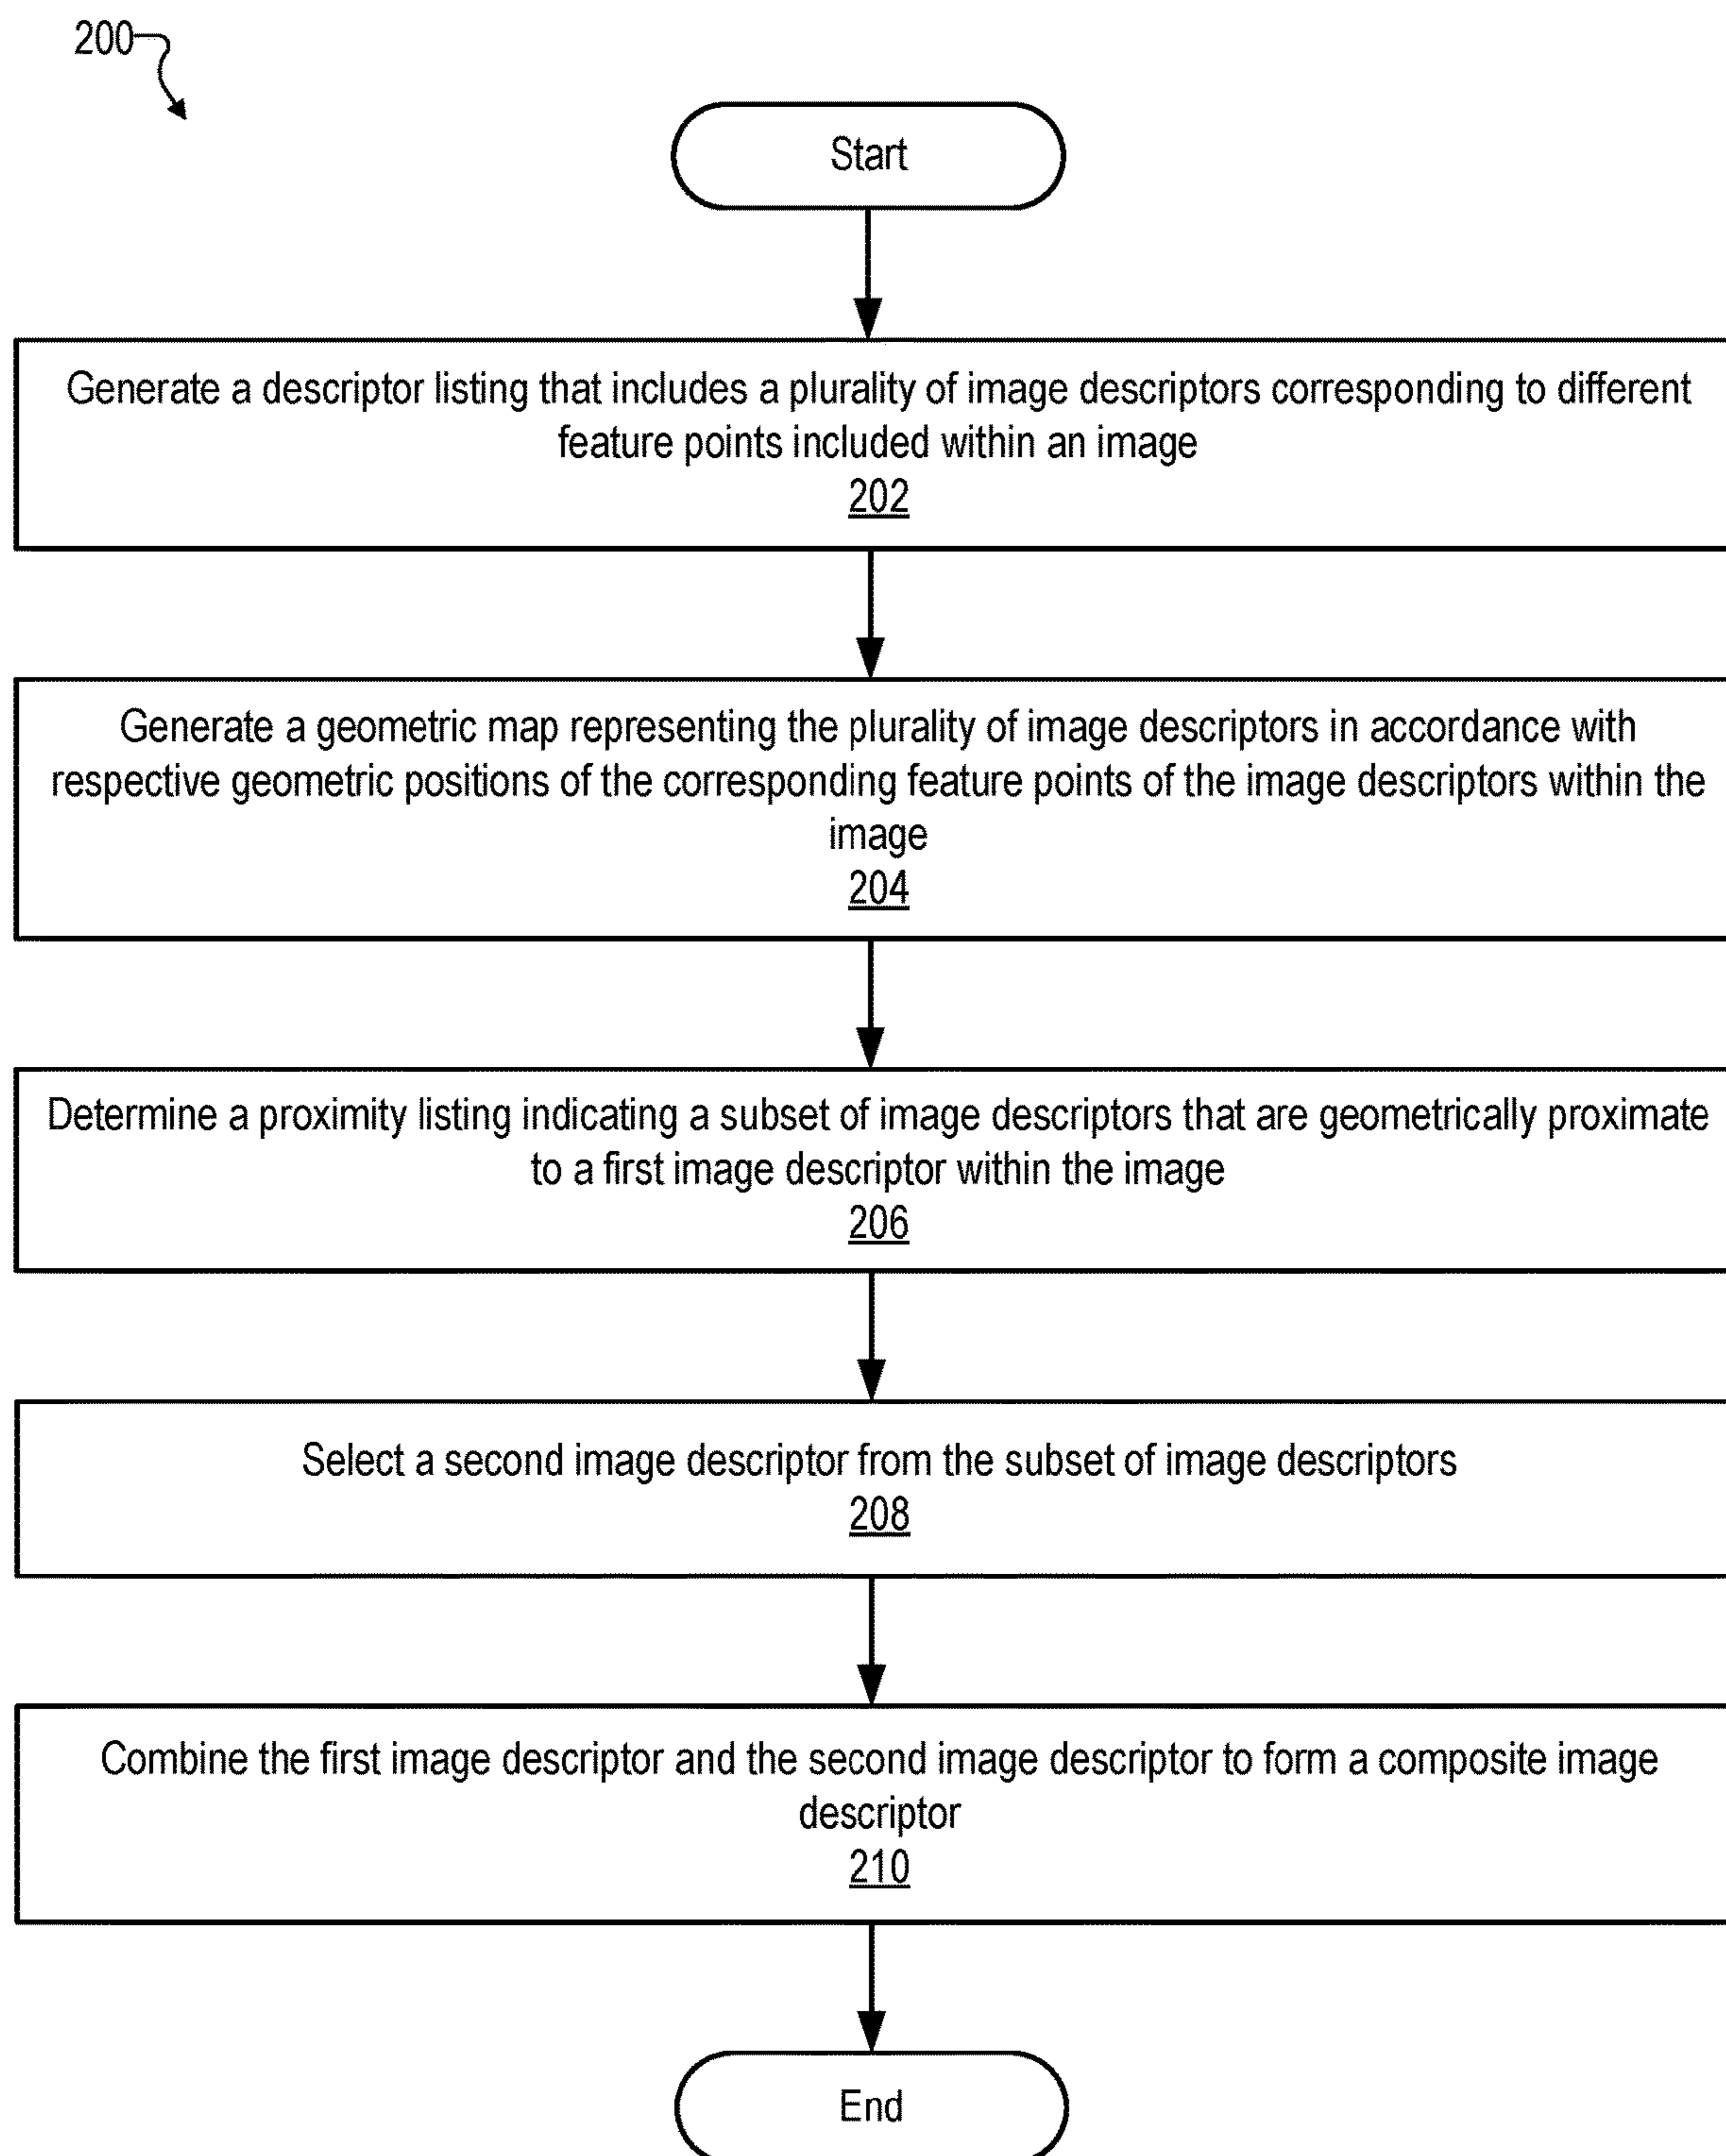 200
Start
Generate a descriptor listing that includes a plurality of image descriptors corresponding to different
feature points included within an image
202
Generate a geometric map representing the plurality of image descriptors in accordance with
respective geometric positions of the corresponding feature points of the image descriptors within the
image
204
Determine a proximity listing indicating a subset of image descriptors that are geometrically proximate
to a first image descriptor within the image
206
Select a second image descriptor from the subset of image descriptors
208
Combine the first image descriptor and the second image descriptor to form a composite image
descriptor
210
End